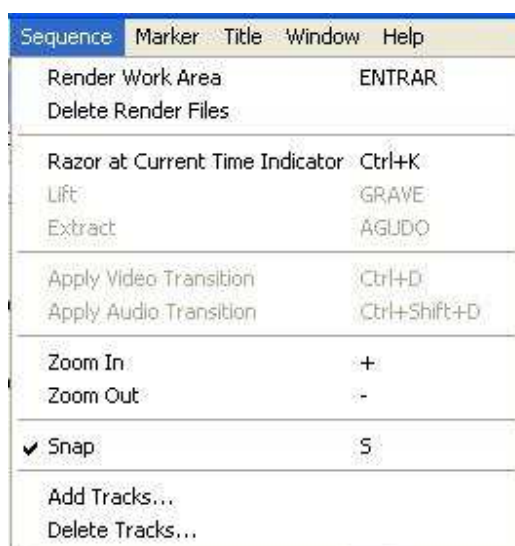 Sequence Marker Title Window Help
Render Work Area ENTRAR
Delete Render Files
Razor at Current Time Indicator Ctrl+K
Lift GRAVE
Extract AGUDO
Apply Video Transition Ctrl+D
Apply Audio Transition Ctrl+Shift+D
Zoom In +
Zoom Out -
Snap S
Add Tracks...
Delete Tracks...